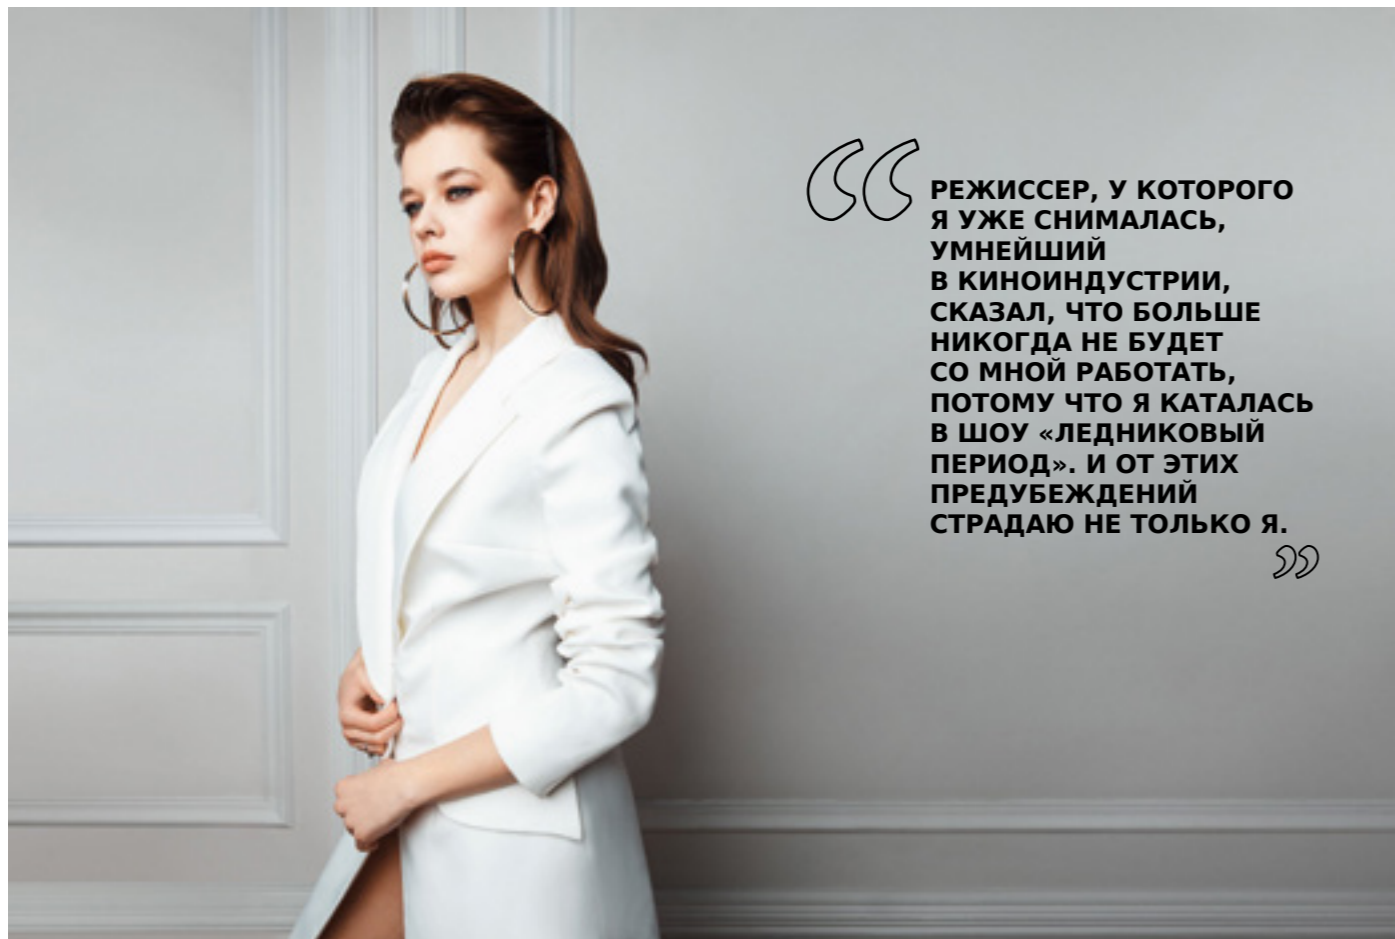 РЕЖИССЕР, У КОТОРОГО
Я УЖЕ СНИМАЛАСЬ,
УМНЕЙШИЙ
В КИНОИНДУСТРИИ,
СКАЗАЛ, ЧТО БОЛЬШЕ
НИКОГДА НЕ БУДЕТ
СО МНОЙ РАБОТАТЬ,
ПОТОМУ ЧТО Я КАТАЛАСЬ
В ШОУ «ЛЕДНИКОВЫЙ
ПЕРИОД». И ОТ ЭТИХ
ПРЕДУБЕЖДЕНИЙ
СТРАДАЮ НЕ ТОЛЬКО Я.